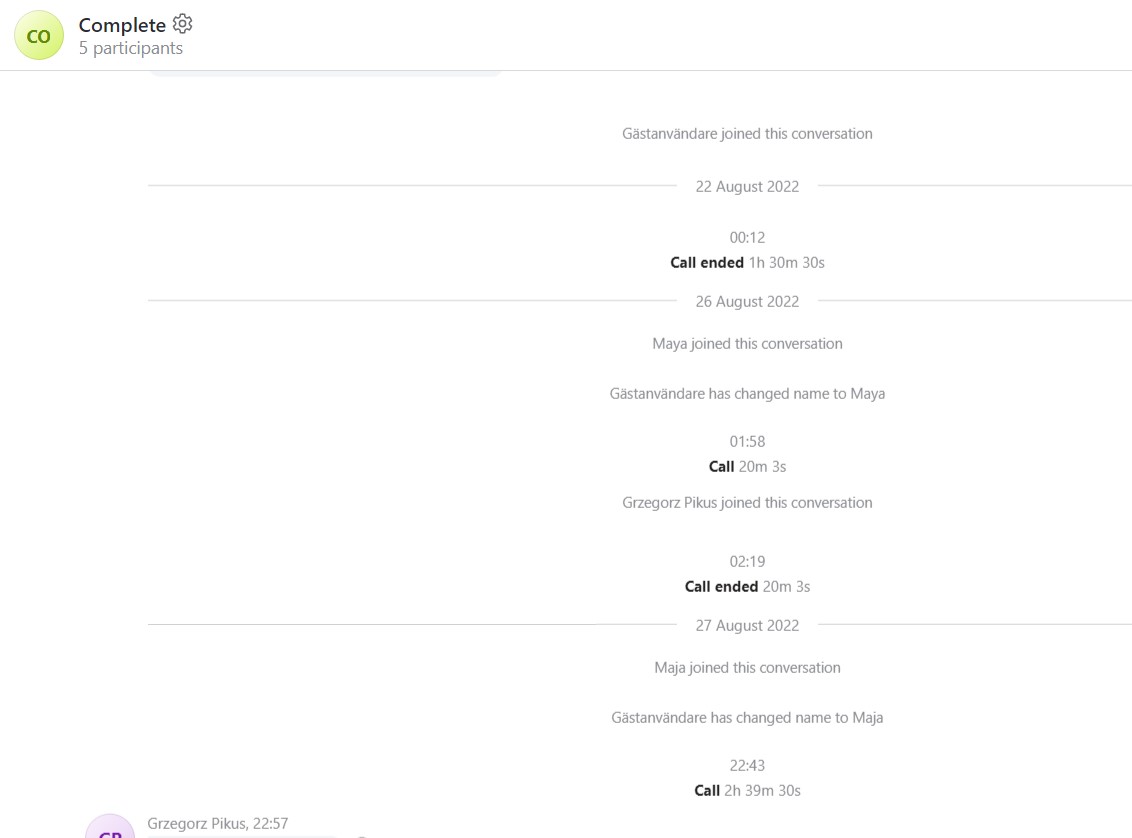 CO
Complete
5 participants
Gästanvändare joined this conversation
22 August 2022
00:12
Call ended 1h 30m 30s
26 August 2022
Maya joined this conversation
Gästanvändare has changed name to Maya
01:58
Call 20m 3s
Grzegorz Pikus joined this conversation
02:19
Call ended 20m 3s
27 August 2022
Maja joined this conversation
Gästanvändare has changed name to Maja
22:43
Call 2h 39m 30s
Grzegorz Pikus, 22:57
GP